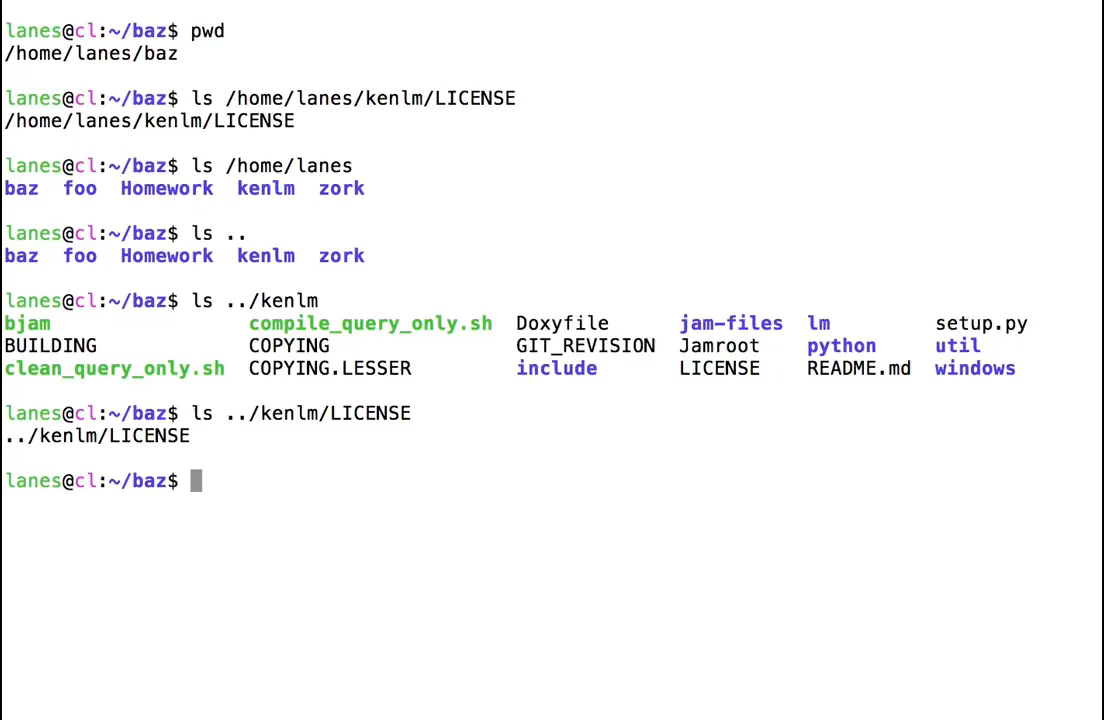 lanes@cl:~/baz$ pwd
/home/lanes/baz
lanes@cl:~/baz$ ls /home/lanes/kenlm/LICENSE
/home/lanes/kenlm/LICENSE
lanes@cl:~/baz$ ls /home/lanes
baz  foo  Homework  kenlm  zork
lanes@cl:~/baz$ ls ..
baz  foo  Homework  kenlm  zork
lanes@cl:~/baz$ ls ../kenlm
bjam                 compile_query_only.sh  Doxyfile      jam-files  lm         setup.py
BUILDING             COPYING                GIT_REVISION  Jamroot    python     util
clean_query_only.sh  COPYING.LESSER         include       LICENSE    README.md  windows
lanes@cl:~/baz$ ls ../kenlm/LICENSE
../kenlm/LICENSE
lanes@cl:~/baz$